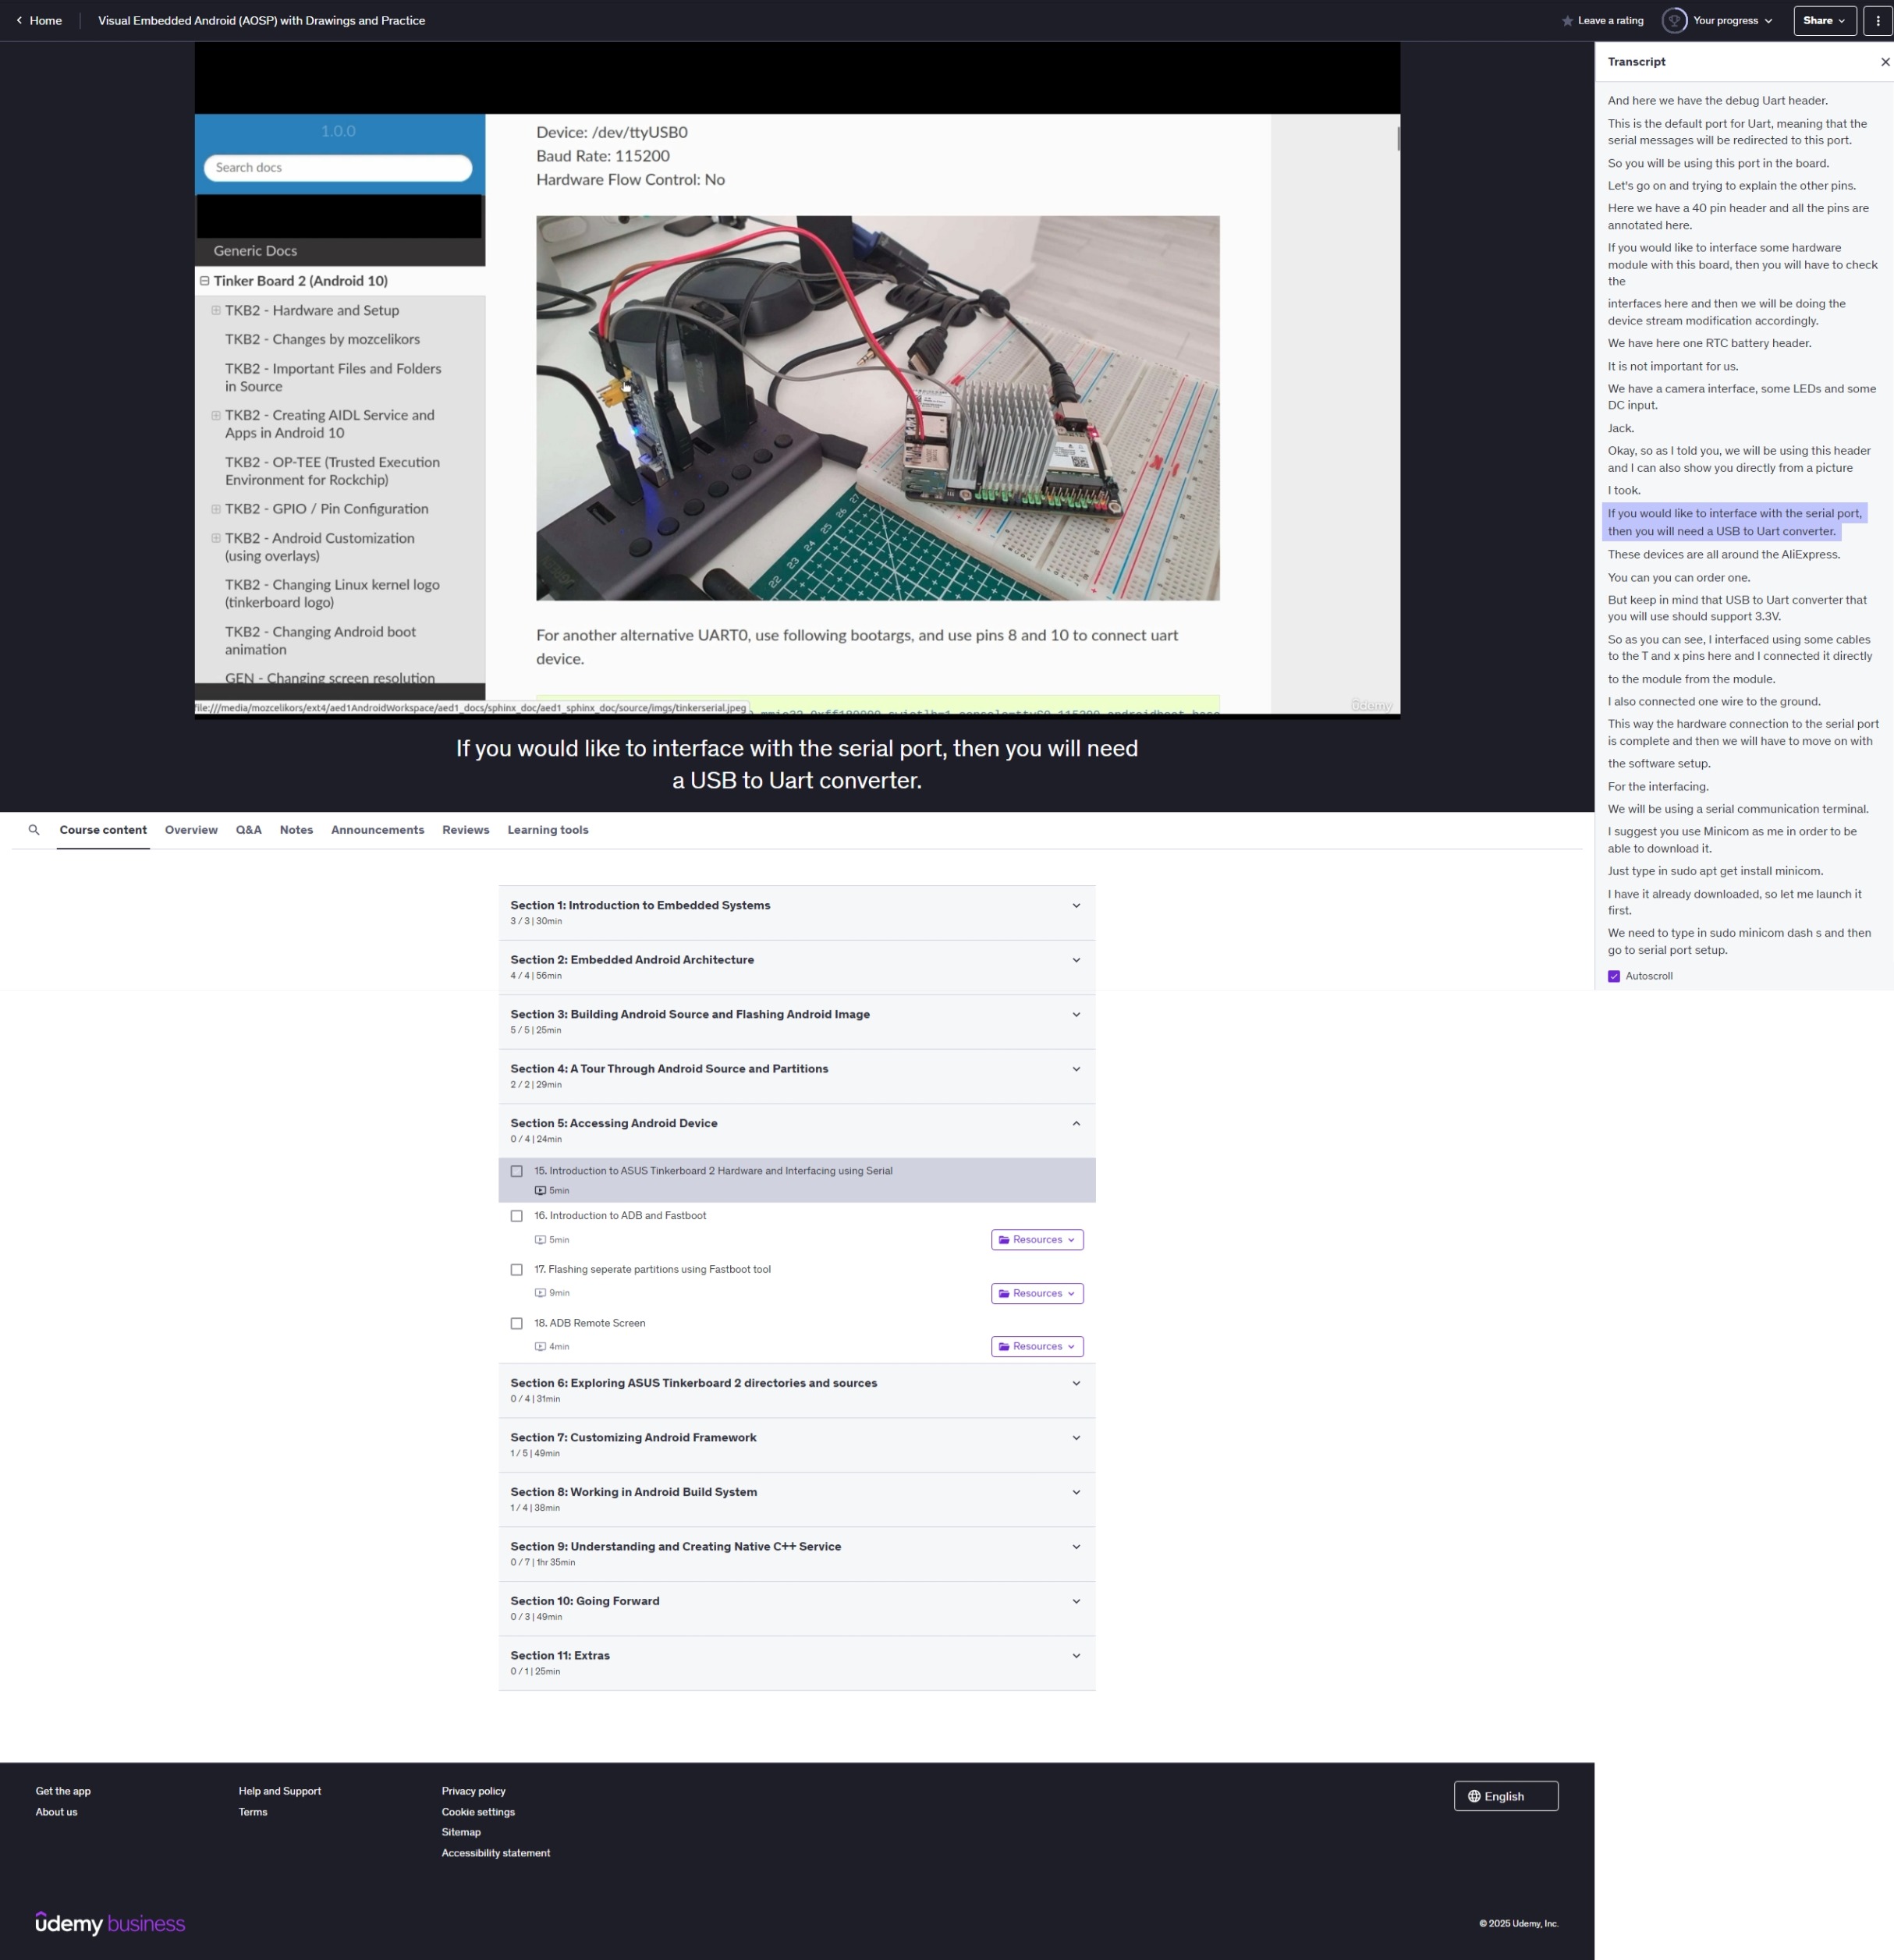 Home
Visual Embedded Android (AOSP) with Drawings and Practice
Leave a rating
Your progress
Share
1.0.0
Search docs
Generic Docs
Tinker Board 2 (Android 10)
TKB2 - Hardware and Setup
TKB2 - Changes by mozcelikors
TKB2 - Important Files and Folders
in Source
TKB2 - Creating AIDL Service and
Apps in Android 10
TKB2 - OP-TEE (Trusted Execution
Environment for Rockchip)
TKB2 - GPIO / Pin Configuration
TKB2 - Android Customization
(using overlays)
TKB2 - Changing Linux kernel logo
(tinkerboard logo)
TKB2 - Changing Android boot
animation
GEN - Changing screen resolution
Device: /dev/ttyUSB0
Baud Rate: 115200
Hardware Flow Control: No
27
26
25
24
23
22
For another alternative UART0, use following bootargs, and use pins 8 and 10 to connect uart
device.
file:///media/mozcelikors/ext4/aed1AndroidWorkspace/aed1_docs/sphinx_doc/aed1_sphinx_doc/source/imgs/tinkerserial.jpeg
ûdemy
If you would like to interface with the serial port, then you will need
a USB to Uart converter.
Transcript
And here we have the debug Uart header.
This is the default port for Uart, meaning that the
serial messages will be redirected to this port.
So you will be using this port in the board.
Let's go on and trying to explain the other pins.
Here we have a 40 pin header and all the pins are
annotated here.
If you would like to interface some hardware
module with this board, then you will have to check
the
interfaces here and then we will be doing the
device stream modification accordingly.
We have here one RTC battery header.
It is not important for us.
We have a camera interface, some LEDs and some
DC input.
Jack.
Okay, so as I told you, we will be using this header
and I can also show you directly from a picture
I took.
If you would like to interface with the serial port,
then you will need a USB to Uart converter.
These devices are all around the AliExpress.
You can you can order one.
But keep in mind that USB to Uart converter that
you will use should support 3.3V.
So as you can see, I interfaced using some cables
to the T and x pins here and I connected it directly
to the module from the module.
I also connected one wire to the ground.
This way the hardware connection to the serial port
is complete and then we will have to move on with
the software setup.
For the interfacing.
We will be using a serial communication terminal.
I suggest you use Minicom as me in order to be
able to download it.
Just type in sudo apt get install minicom.
I have it already downloaded, so let me launch it
first.
We need to type in sudo minicom dash s and then
go to serial port setup.
Autoscroll
Course content
Overview
Q&A
Notes
Announcements
Reviews
Learning tools
Section 1: Introduction to Embedded Systems
3 / 3 | 30min
Section 2: Embedded Android Architecture
4 / 4 | 56min
Section 3: Building Android Source and Flashing Android Image
5 / 5 | 25min
Section 4: A Tour Through Android Source and Partitions
2 / 2 | 29min
Section 5: Accessing Android Device
0 / 4 | 24min
15. Introduction to ASUS Tinkerboard 2 Hardware and Interfacing using Serial
5min
16. Introduction to ADB and Fastboot
5min
Resources
17. Flashing seperate partitions using Fastboot tool
9min
Resources
18. ADB Remote Screen
4min
Resources
Section 6: Exploring ASUS Tinkerboard 2 directories and sources
0 / 4 | 31min
Section 7: Customizing Android Framework
1 / 5 | 49min
Section 8: Working in Android Build System
1 / 4 | 38min
Section 9: Understanding and Creating Native C++ Service
0 / 7 | 1hr 35min
Section 10: Going Forward
0 / 3 | 49min
Section 11: Extras
0 / 1 | 25min
Get the app
About us
Help and Support
Terms
Privacy policy
Cookie settings
Sitemap
Accessibility statement
English
ûdemy business
© 2025 Udemy, Inc.